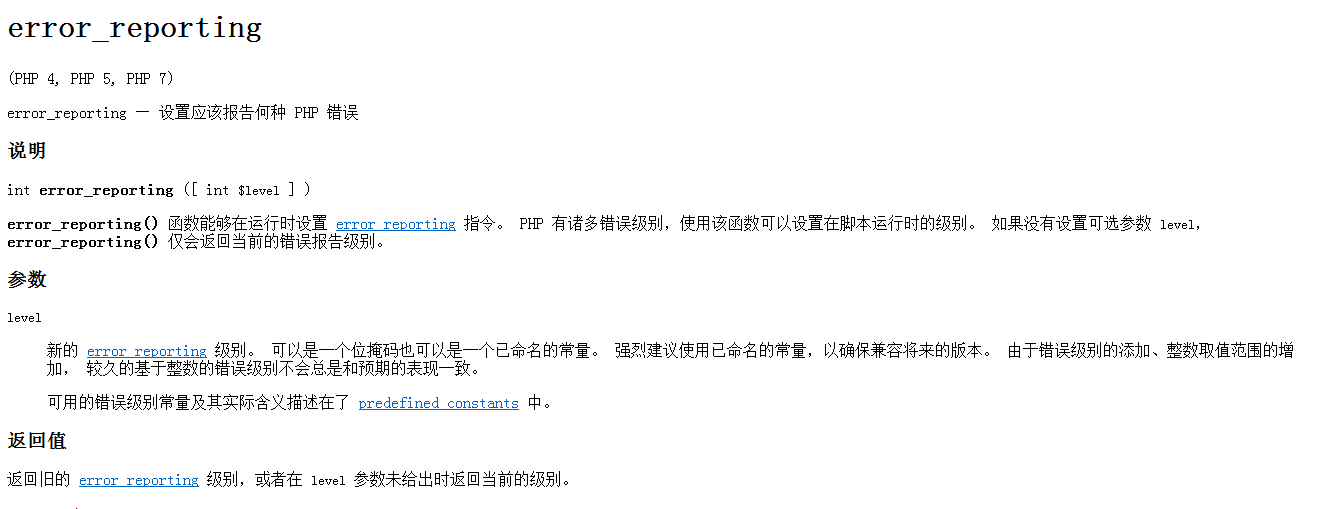 error_reporting
(PHP 4, PHP 5, PHP 7)
error_reporting — 设置应该报告何种 PHP 错误
说明
int error_reporting ([ int $level ] )
error_reporting() 函数能够在运行时设置 error_reporting 指令。 PHP 有诸多错误级别，使用该函数可以设置在脚本运行时的级别。 如果没有设置可选参数 level，
error_reporting() 仅会返回当前的错误报告级别。
参数
level
新的 error_reporting 级别。 可以是一个位掩码也可以是一个已命名的常量。 强烈建议使用已命名的常量，以确保兼容将来的版本。 由于错误级别的添加、整数取值范围的增
加， 较久的基于整数的错误级别不会总是和预期的表现一致。
可用的错误级别常量及其实际含义描述在了 predefined constants 中。
返回值
返回旧的 error_reporting 级别，或者在 level 参数未给出时返回当前的级别。